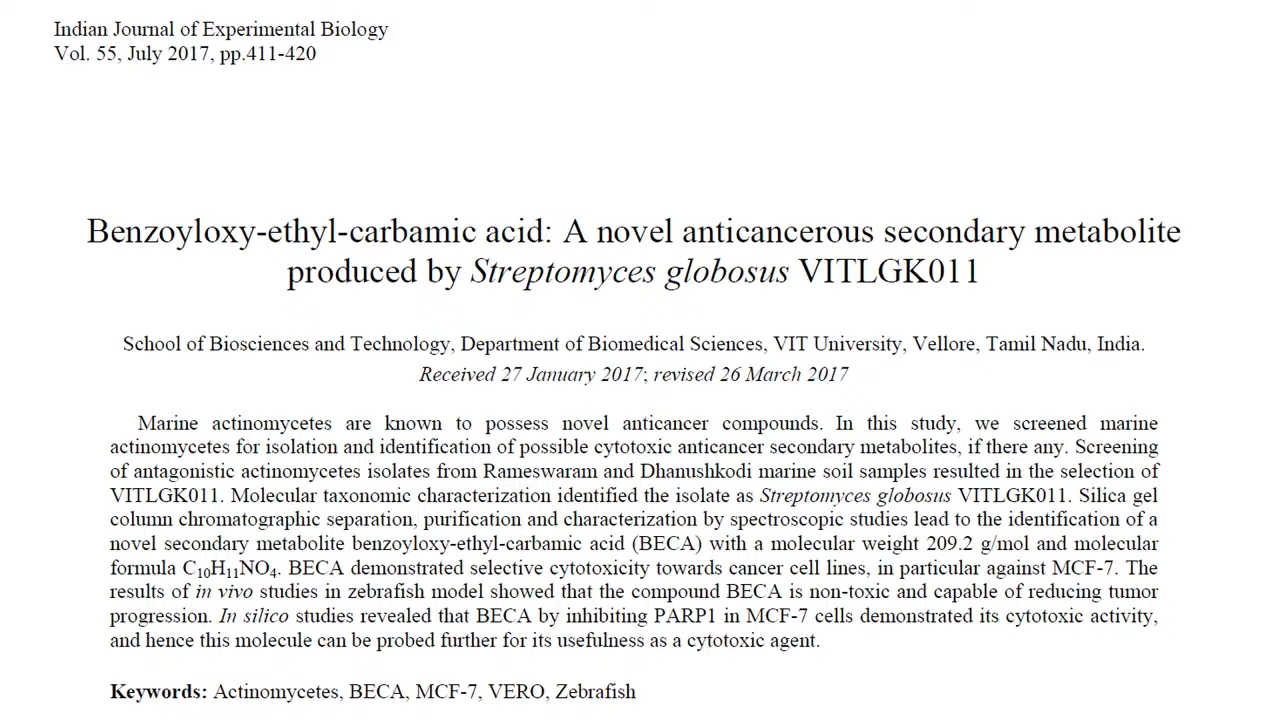 Indian Journal of Experimental Biology
Vol. 55, July 2017, pp.411-420
Benzoyloxy-ethyl-carbamic acid: A novel anticancerous secondary metabolite
produced by Streptomyces globosus VITLGK011
School of Biosciences and Technology, Department of Biomedical Sciences, VIT University, Vellore, Tamil Nadu, India.
Received 27 January 2017; revised 26 March 2017
Marine actinomycetes are known to possess novel anticancer compounds. In this study, we screened marine
actinomycetes for isolation and identification of possible cytotoxic anticancer secondary metabolites, if there any. Screening
of antagonistic actinomycetes isolates from Rameswaram and Dhanushkodi marine soil samples resulted in the selection of
VITLGK011. Molecular taxonomic characterization identified the isolate as Streptomyces globosus VITLGK011. Silica gel
column chromatographic separation, purification and characterization by spectroscopic studies lead to the identification of a
novel secondary metabolite benzoyloxy-ethyl-carbamic acid (BECA) with a molecular weight 209.2 g/mol and molecular
formula C₁₀H₁₁NO₄. BECA demonstrated selective cytotoxicity towards cancer cell lines, in particular against MCF-7. The
results of in vivo studies in zebrafish model showed that the compound BECA is non-toxic and capable of reducing tumor
progression. In silico studies revealed that BECA by inhibiting PARP1 in MCF-7 cells demonstrated its cytotoxic activity,
and hence this molecule can be probed further for its usefulness as a cytotoxic agent.
Keywords: Actinomycetes, BECA, MCF-7, VERO, Zebrafish